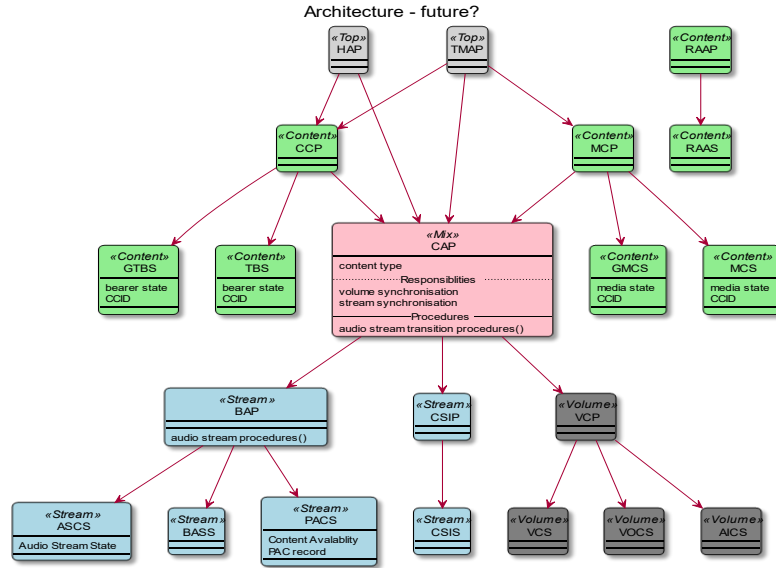 Architecture - future?
«Top»
HAP
«Top»
TMAP
«Content»
RAAP
«Content»
CCP
«Content»
MCP
«Content»
RAAS
«Mix»
CAP
content type
Responsiblities
volume synchronisation
stream synchronisation
Procedures
audio stream transition procedures()
«Content»
GTBS
bearer state
CCID
«Content»
TBS
bearer state
CCID
«Content»
GMCS
media state
CCID
«Content»
MCS
media state
CCID
«Stream»
BAP
audio stream procedures()
«Stream»
CSIP
«Volume»
VCP
«Stream»
ASCS
Audio Stream State
«Stream»
BASS
«Stream»
PACS
Content Avalablity
PAC record
«Stream»
CSIS
«Volume»
VCS
«Volume»
VOCS
«Volume»
AICS